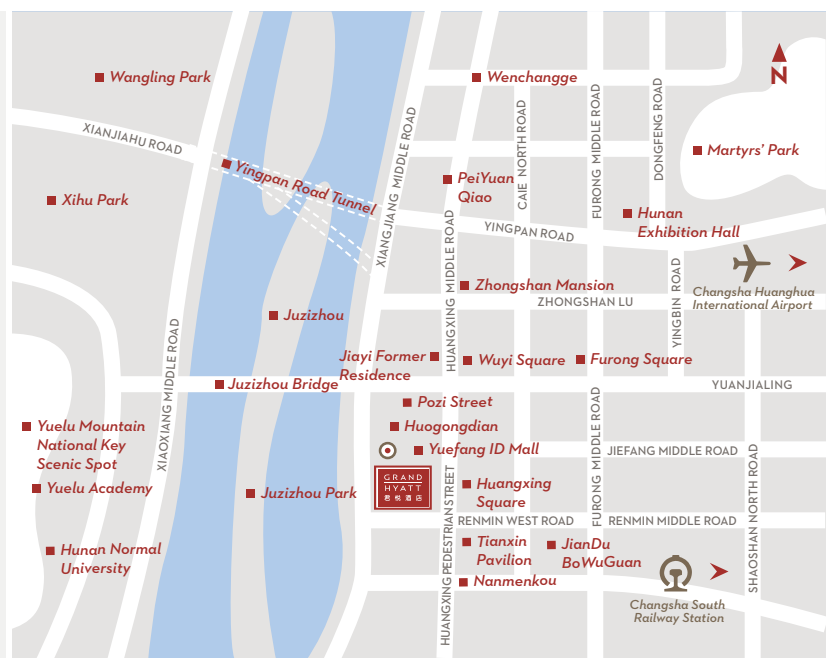 Wangling Park
Wenchangge
N
XIANJIAHU ROAD
Martyrs' Park
Yingpan Road Tunnel
Xihu Park
PeiYuan
Qiao
CAIE NORTH ROAD
FURONG MIDDLE ROAD
DONGFENG ROAD
XIANGJIANG MIDDLE ROAD
Hunan
Exhibition Hall
YINGPAN ROAD
HUANGXING MIDDLE ROAD
Zhongshan Mansion
ZHONGSHAN LU
YINGBIN ROAD
Changsha Huanghua
International Airport
Juzizhou
Jiayi Former
Residence
Wuyi Square
Furong Square
XIAOXIANG MIDDLE ROAD
Juzizhou Bridge
YUANJIALING
Pozi Street
Yuelu Mountain
National Key
Scenic Spot
Huogongdian
Yuefang ID Mall
FURONG MIDDLE ROAD
JIEFANG MIDDLE ROAD
Yuelu Academy
Juzizhou Park
GRAND
HYATT
君悦酒店
Huangxing
Square
HUANGXING PEDESTRIAN STREET
RENMIN WEST ROAD
RENMIN MIDDLE ROAD
SHAOSHAN NORTH ROAD
Hunan Normal
University
Tianxin
Pavilion
JianDu
BoWuGuan
Nanmenkou
Changsha South
Railway Station